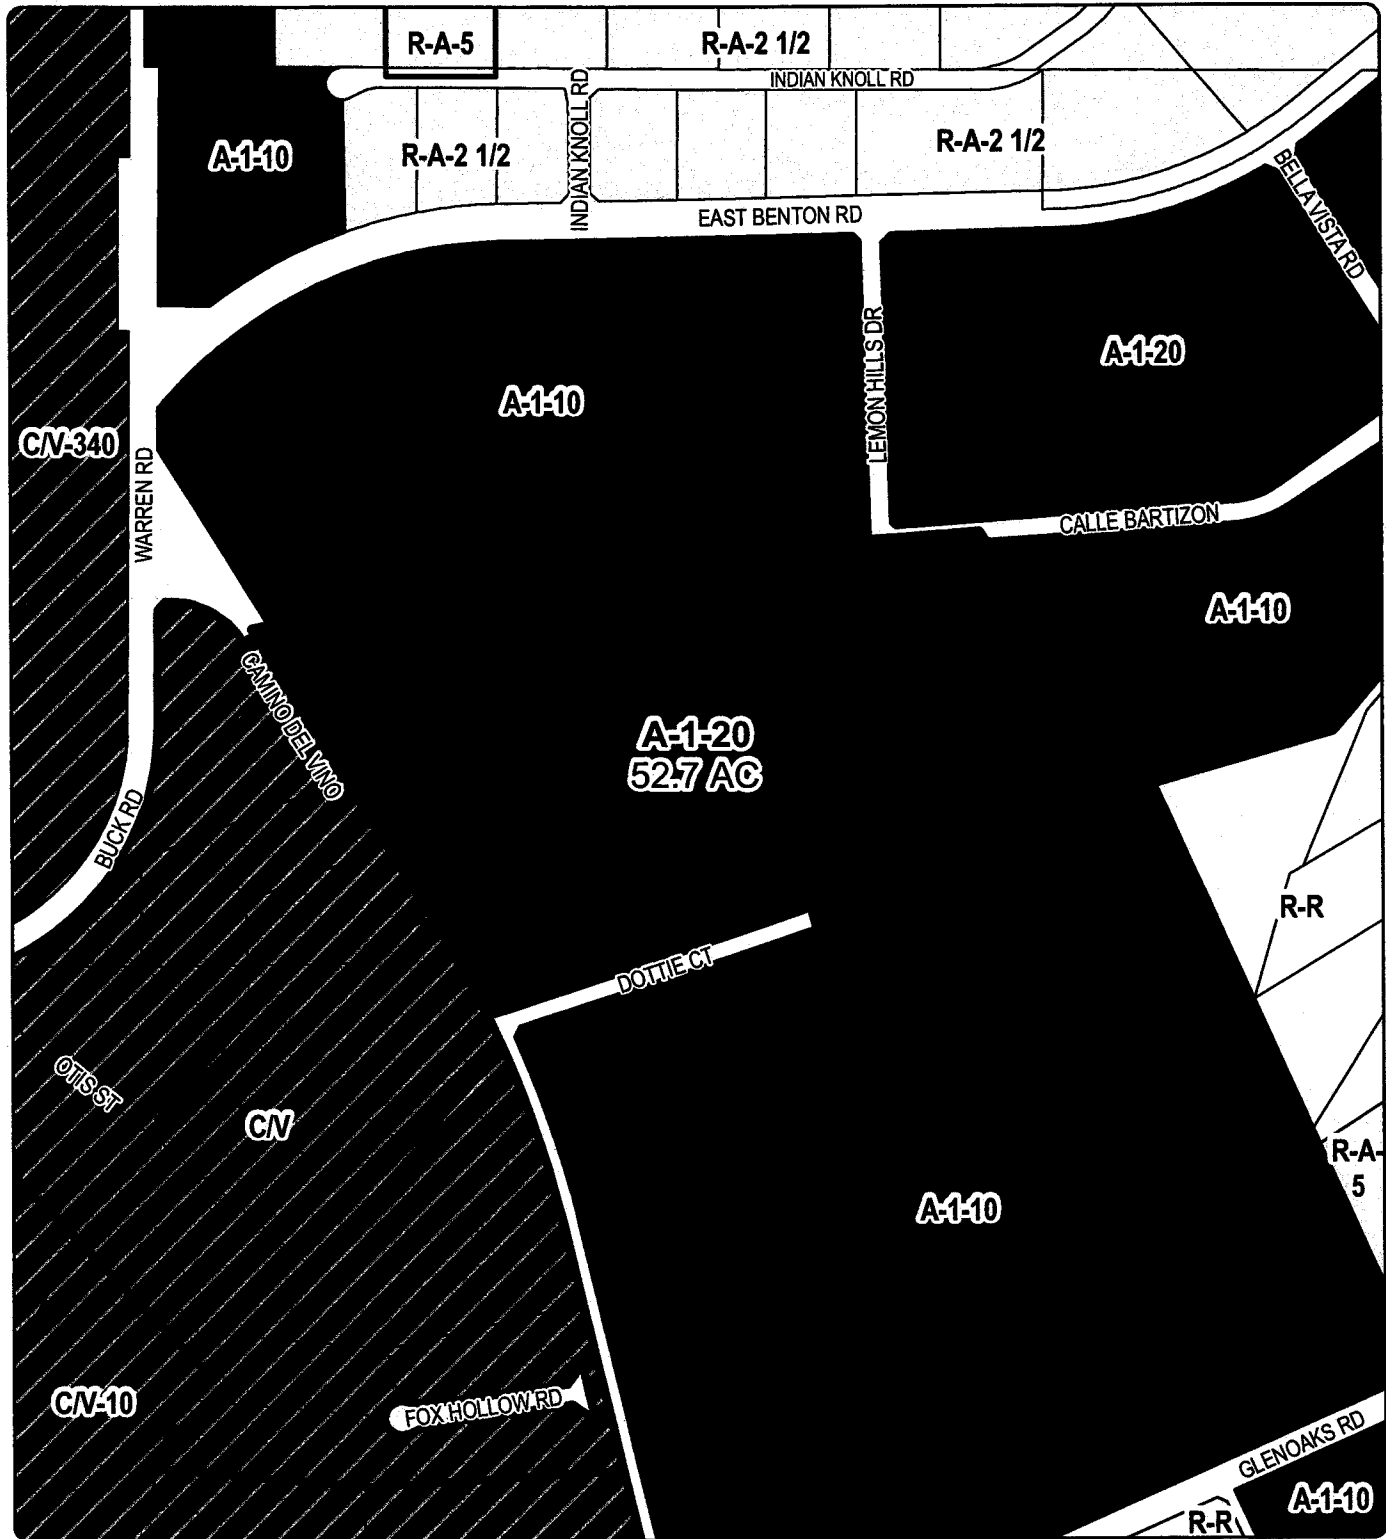 R-A-5
R-A-2 1/2
INDIAN KNOLL RD
INDIAN KNOLL RD
A-1-10
R-A-2 1/2
R-A-2 1/2
EAST BENTON RD
BELLA VISTA RD
A-1-20
LEMON HILLS DR
A-1-10
C/V-340
WARREN RD
CALLE BARTIZON
A-1-10
CAMINO DEL VINO
A-1-20
52.7 AC
BUCK RD
R-R
DOTTIE CT
OTIS ST
C/V
R-A-
5
A-1-10
C/V-10
FOX HOLLOW RD
GLENOAKS RD
A-1-10
R-R